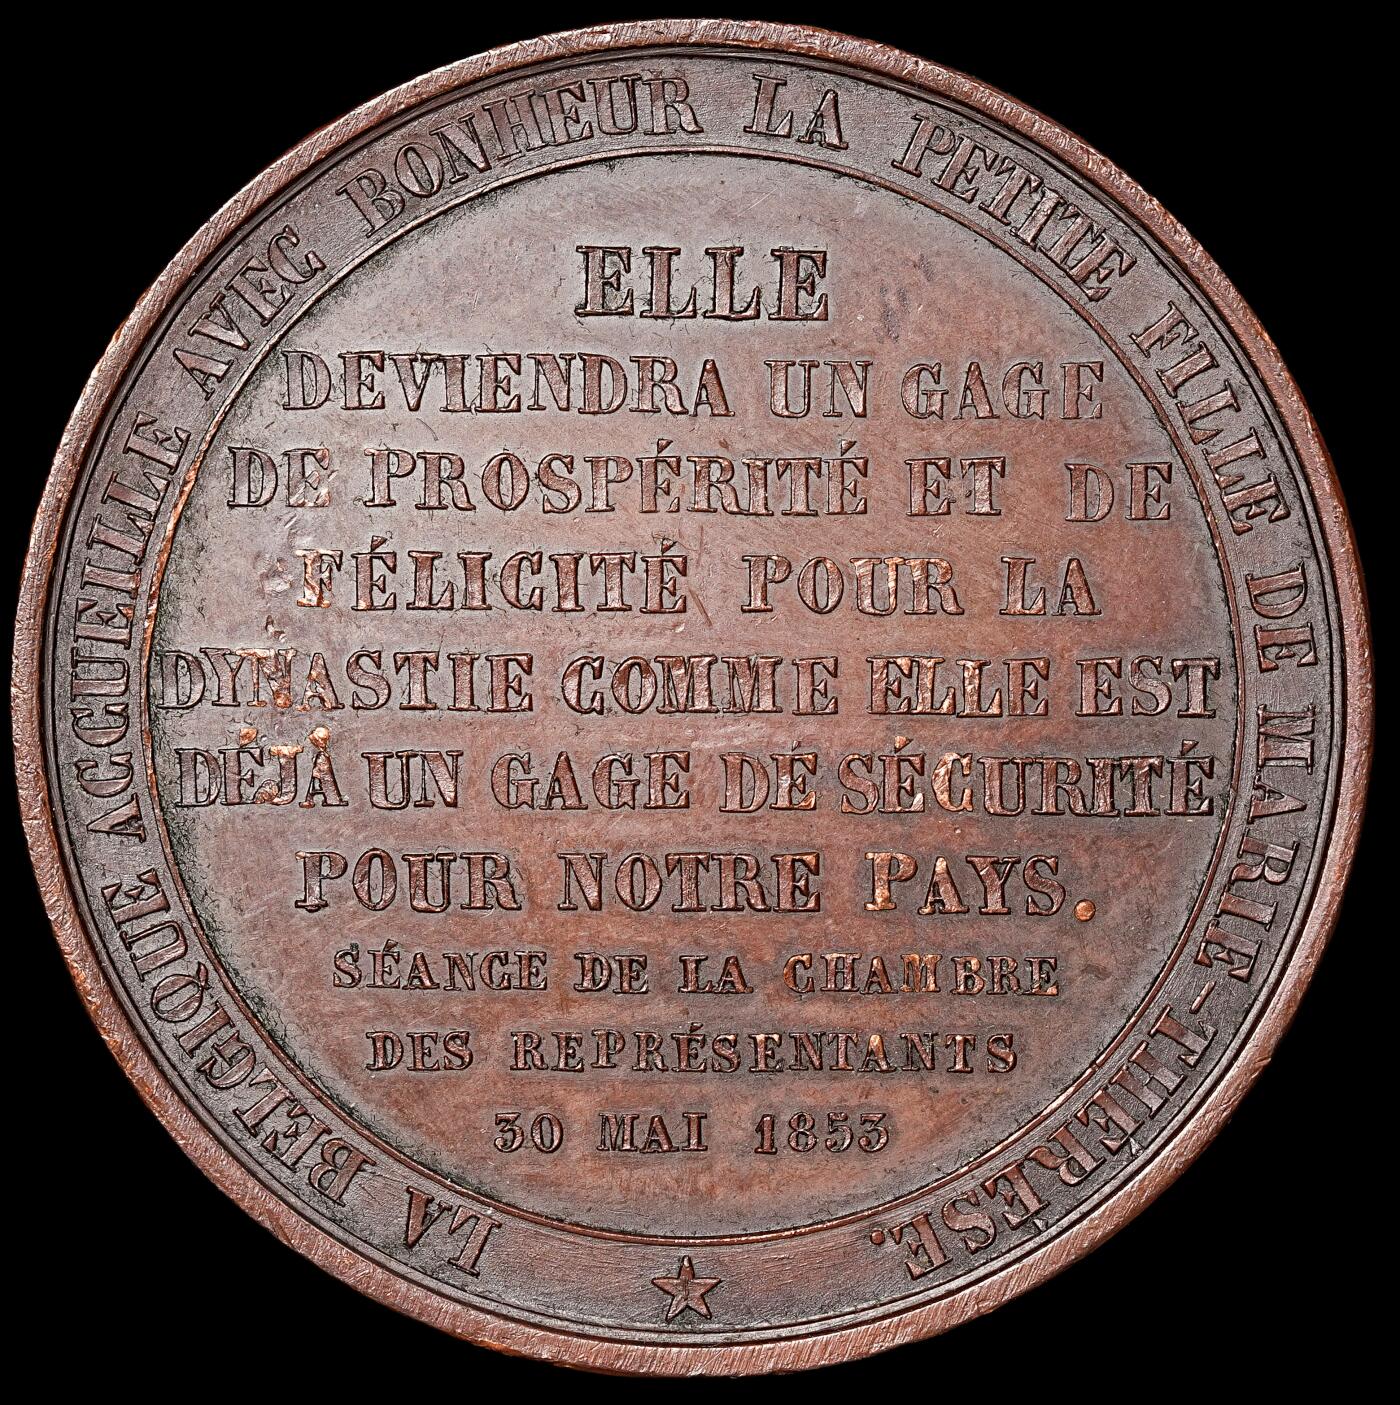 LA BELGIQUE ACCUEILLE AVEC BONHEUR LA PETITE FILLE DE MARIE-THÉRÈSE.
ELLE
DEVIENDRA UN GAGE
DE PROSPÉRITÉ ET DE
FÉLICITÉ POUR LA
DYNASTIE COMME ELLE EST
DÉJÀ UN GAGE DÉ SÉCURITÉ
POUR NOTRE PAYS.
SÉANCE DE LA CHAMBRE
DES REPRÉSENTANTS
30 MAI 1853